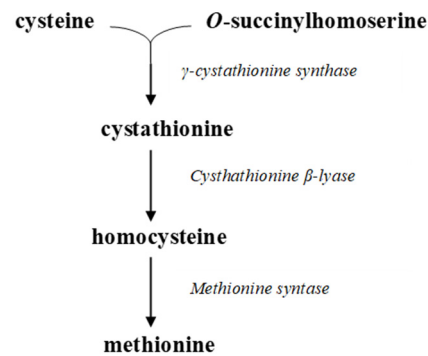 cysteine O-succinylhomoserine
γ-cystathionine synthase
cystathionine
Cysthathionine β-lyase
homocysteine
Methionine syntase
methionine